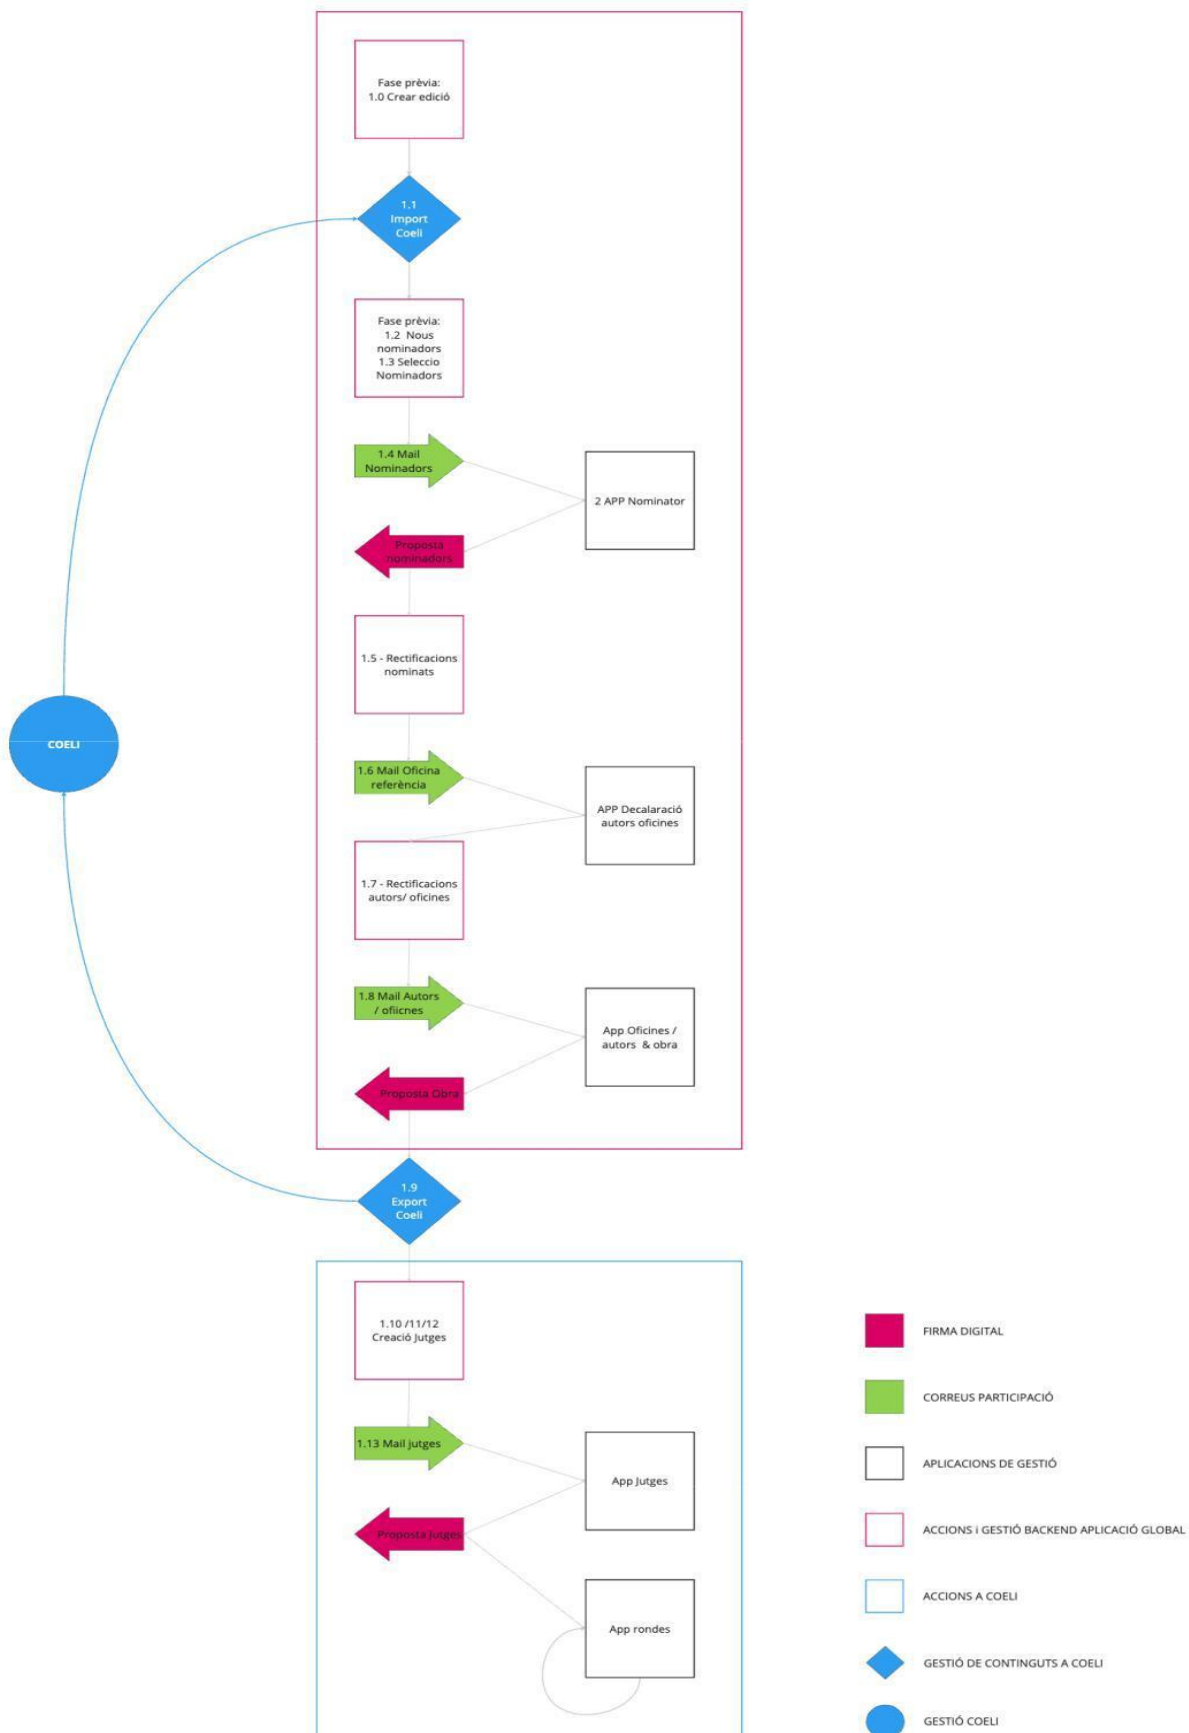 Fase prèvia:
1.0 Crear edició
1.1
Import
Coeli
Fase prèvia:
1.2 Nous
nominadors
1.3 Seleccio
Nominadors
1.4 Mail
Nominadors
2 APP Nominator
Proposta
nominadors
1.5 - Rectificacions
nominats
COELI
1.6 Mail Oficina
referència
APP Decalaració
autors oficines
1.7 - Rectificacions
autors/ oficines
1.8 Mail Autors
/ ofiicnes
App Oficines /
autors & obra
Proposta Obra
1.9
Export
Coeli
1.10 /11/12
Creació Jutges
1.13 Mail jutges
App Jutges
Proposta Jutges
App rondes
FIRMA DIGITAL
CORREUS PARTICIPACIÓ
APLICACIONS DE GESTIÓ
ACCIONS i GESTIÓ BACKEND APLICACIÓ GLOBAL
ACCIONS A COELI
GESTIÓ DE CONTINGUTS A COELI
GESTIÓ COELI